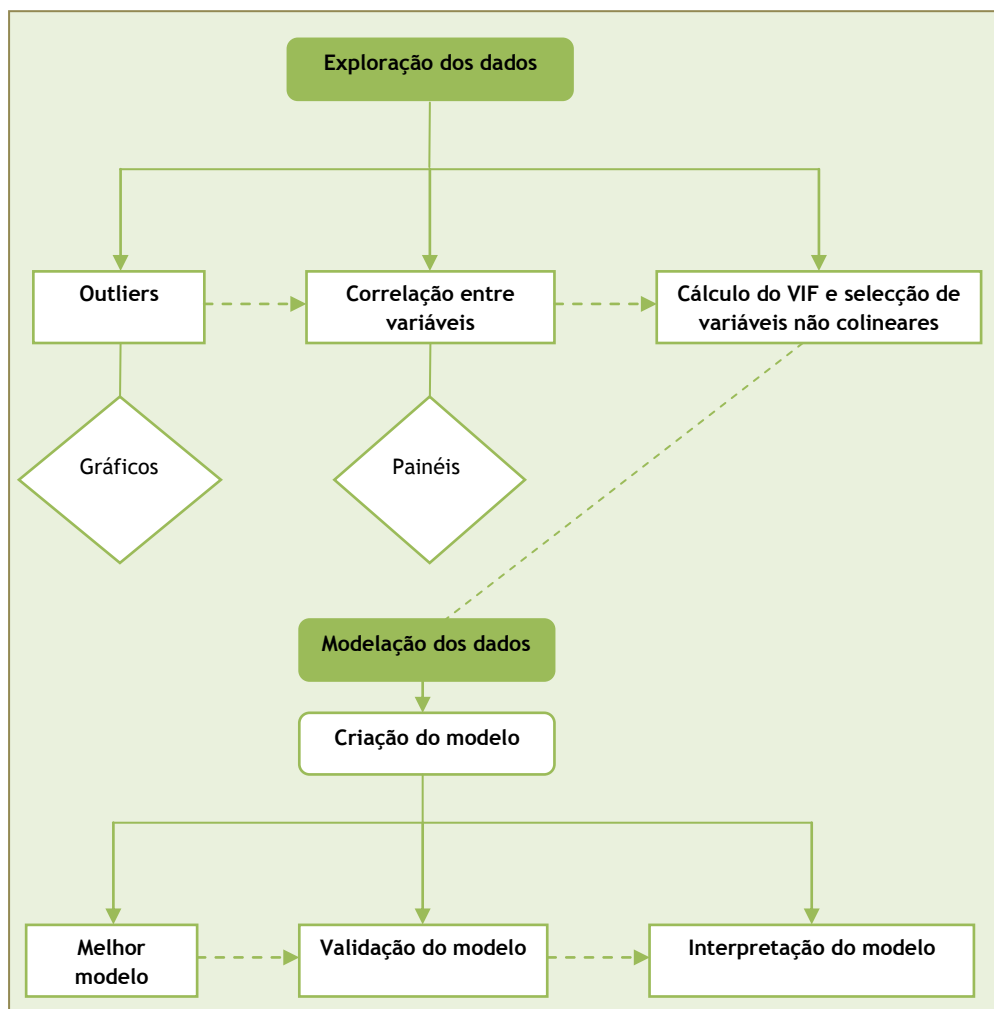 Exploração dos dados
Outliers
Correlação entre
variáveis
Cálculo do VIF e selecção de
variáveis não colineares
Gráficos
Painéis
Modelação dos dados
Criação do modelo
Melhor
modelo
Validação do modelo
Interpretação do modelo